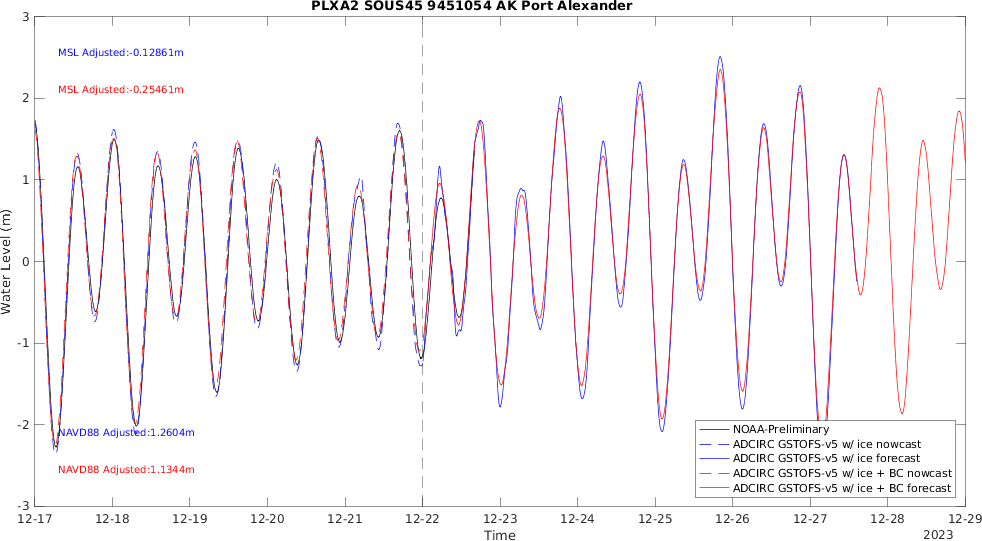 PLXA2 SOUS45 9451054 AK Port Alexander
MSL Adjusted:-0.12861m
MSL Adjusted:-0.25461m
NAVD88 Adjusted:1.2604m
NAVD88 Adjusted:1.1344m
Water Level (m)
3
2
1
0
-1
-2
-3
NOAA-Preliminary
ADCIRC GSTOFS-v5 w/ ice nowcast
ADCIRC GSTOFS-v5 w/ ice forecast
ADCIRC GSTOFS-v5 w/ ice + BC nowcast
ADCIRC GSTOFS-v5 w/ ice + BC forecast
12-17 12-18 12-19 12-20 12-21 12-22 12-23 12-24 12-25 12-26 12-27 12-28 12-29
Time
2023